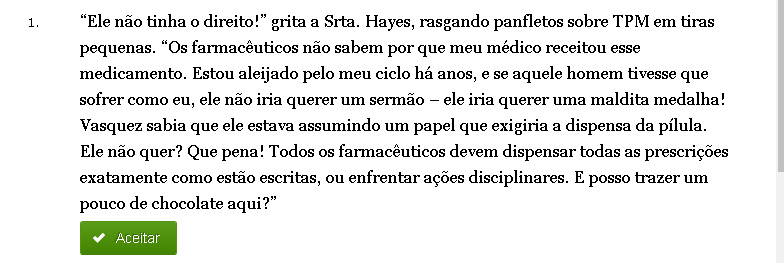 1. “Ele não tinha o direito!” grita a Srta. Hayes, rasgando panfletos sobre TPM em tiras
pequenas. “Os farmacêuticos não sabem por que meu médico receitou esse
medicamento. Estou aleijado pelo meu ciclo há anos, e se aquele homem tivesse que
sofrer como eu, ele não iria querer um sermão – ele iria querer uma maldita medalha!
Vasquez sabia que ele estava assumindo um papel que exigiria a dispensa da pílula.
Ele não quer? Que pena! Todos os farmacêuticos devem dispensar todas as prescrições
exatamente como estão escritas, ou enfrentar ações disciplinares. E posso trazer um
pouco de chocolate aqui?”
Aceitar